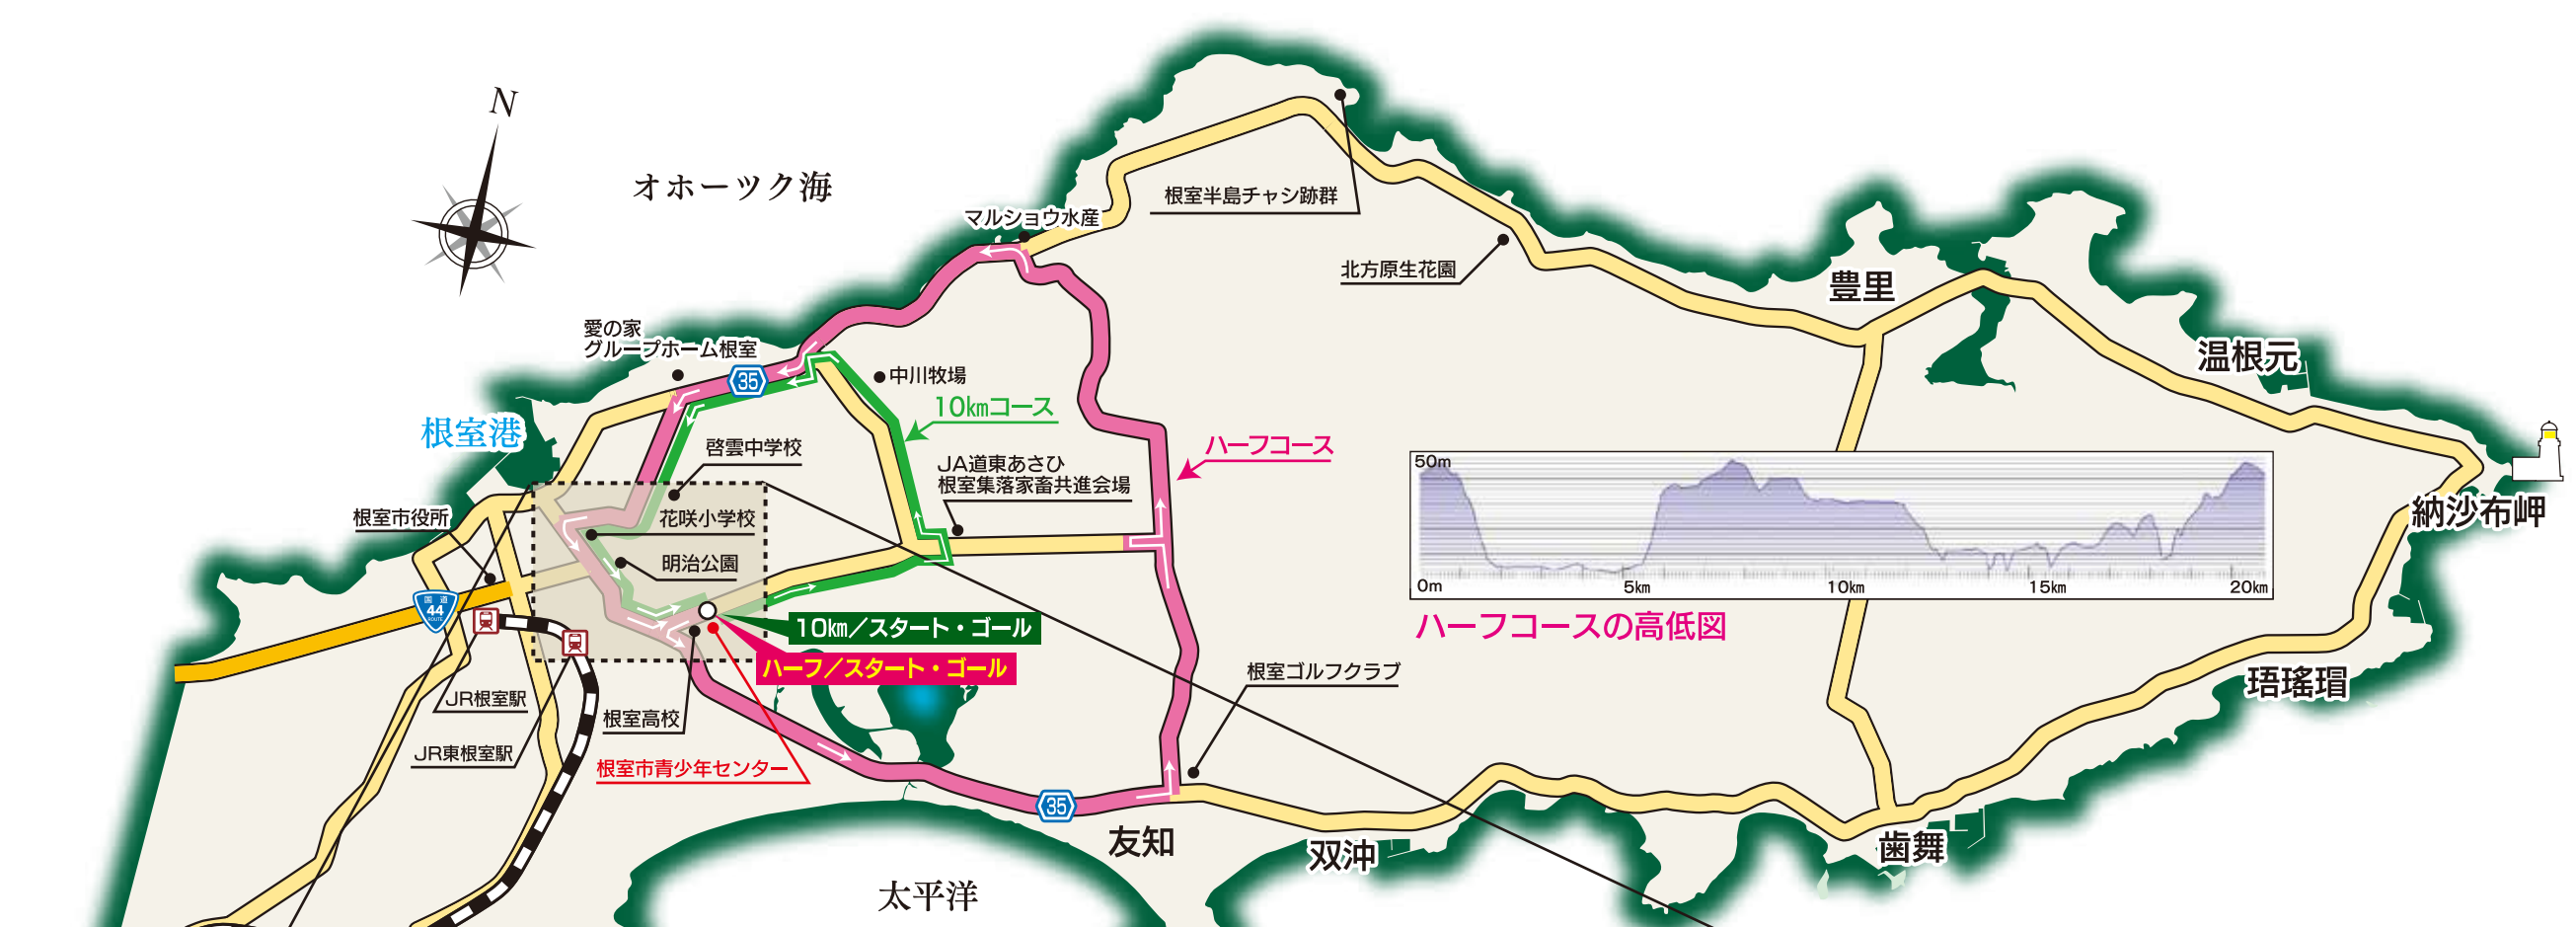 N
オホーツク海
マルショウ水産
根室半島チャシ跡群
北方原生花園
豊里
温根元
納沙布岬
愛の家
グループホーム根室
35
中川牧場
10kmコース
根室港
啓雲中学校
JA道東あさひ
根室集落家畜共進会場
ハーフコース
50m
0m
5km
10km
15km
20km
ハーフコースの高低図
根室市役所
花咲小学校
明治公園
国道
44
ROUTE
10km／スタート・ゴール
ハーフ／スタート・ゴール
根室ゴルフクラブ
珸瑤瑁
JR根室駅
根室高校
JR東根室駅
根室市青少年センター
35
友知
双沖
歯舞
太平洋